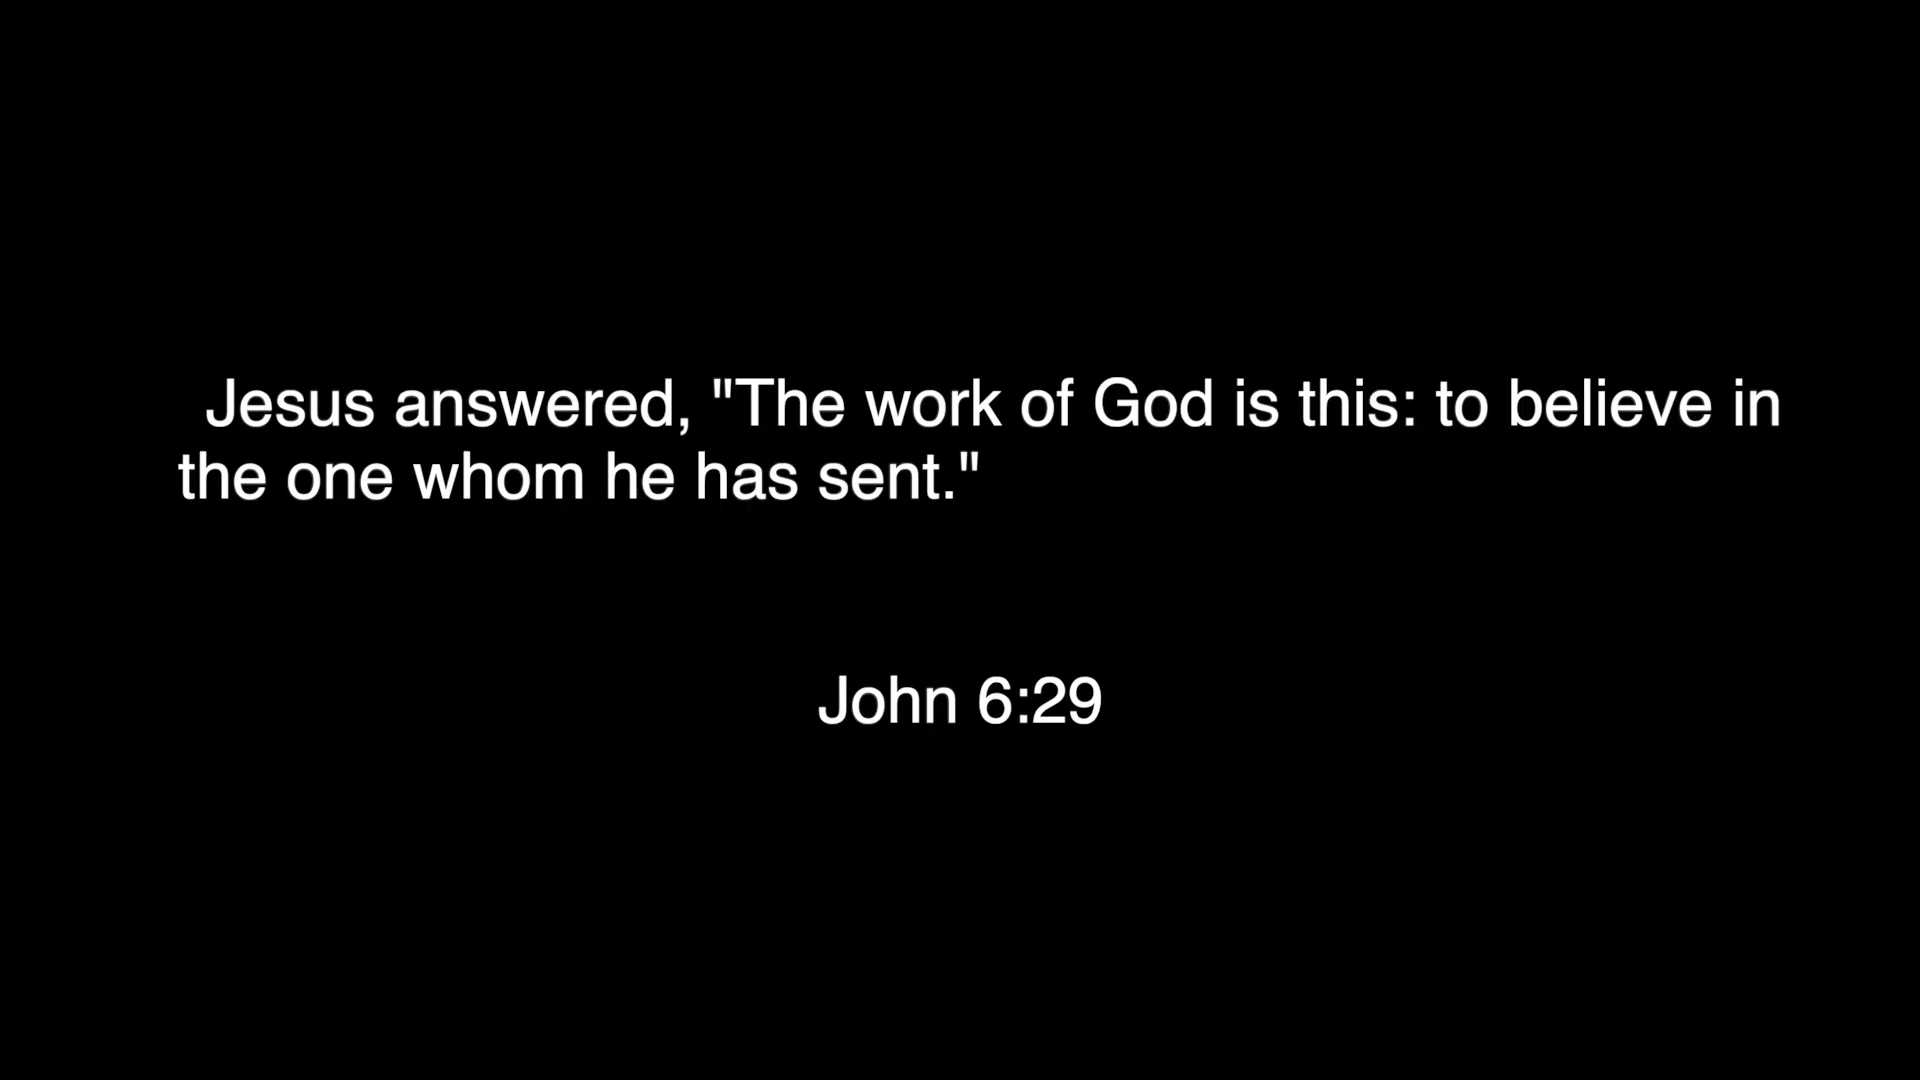 Jesus answered, "The work of God is this: to believe in
the one whom he has sent."
John 6:29